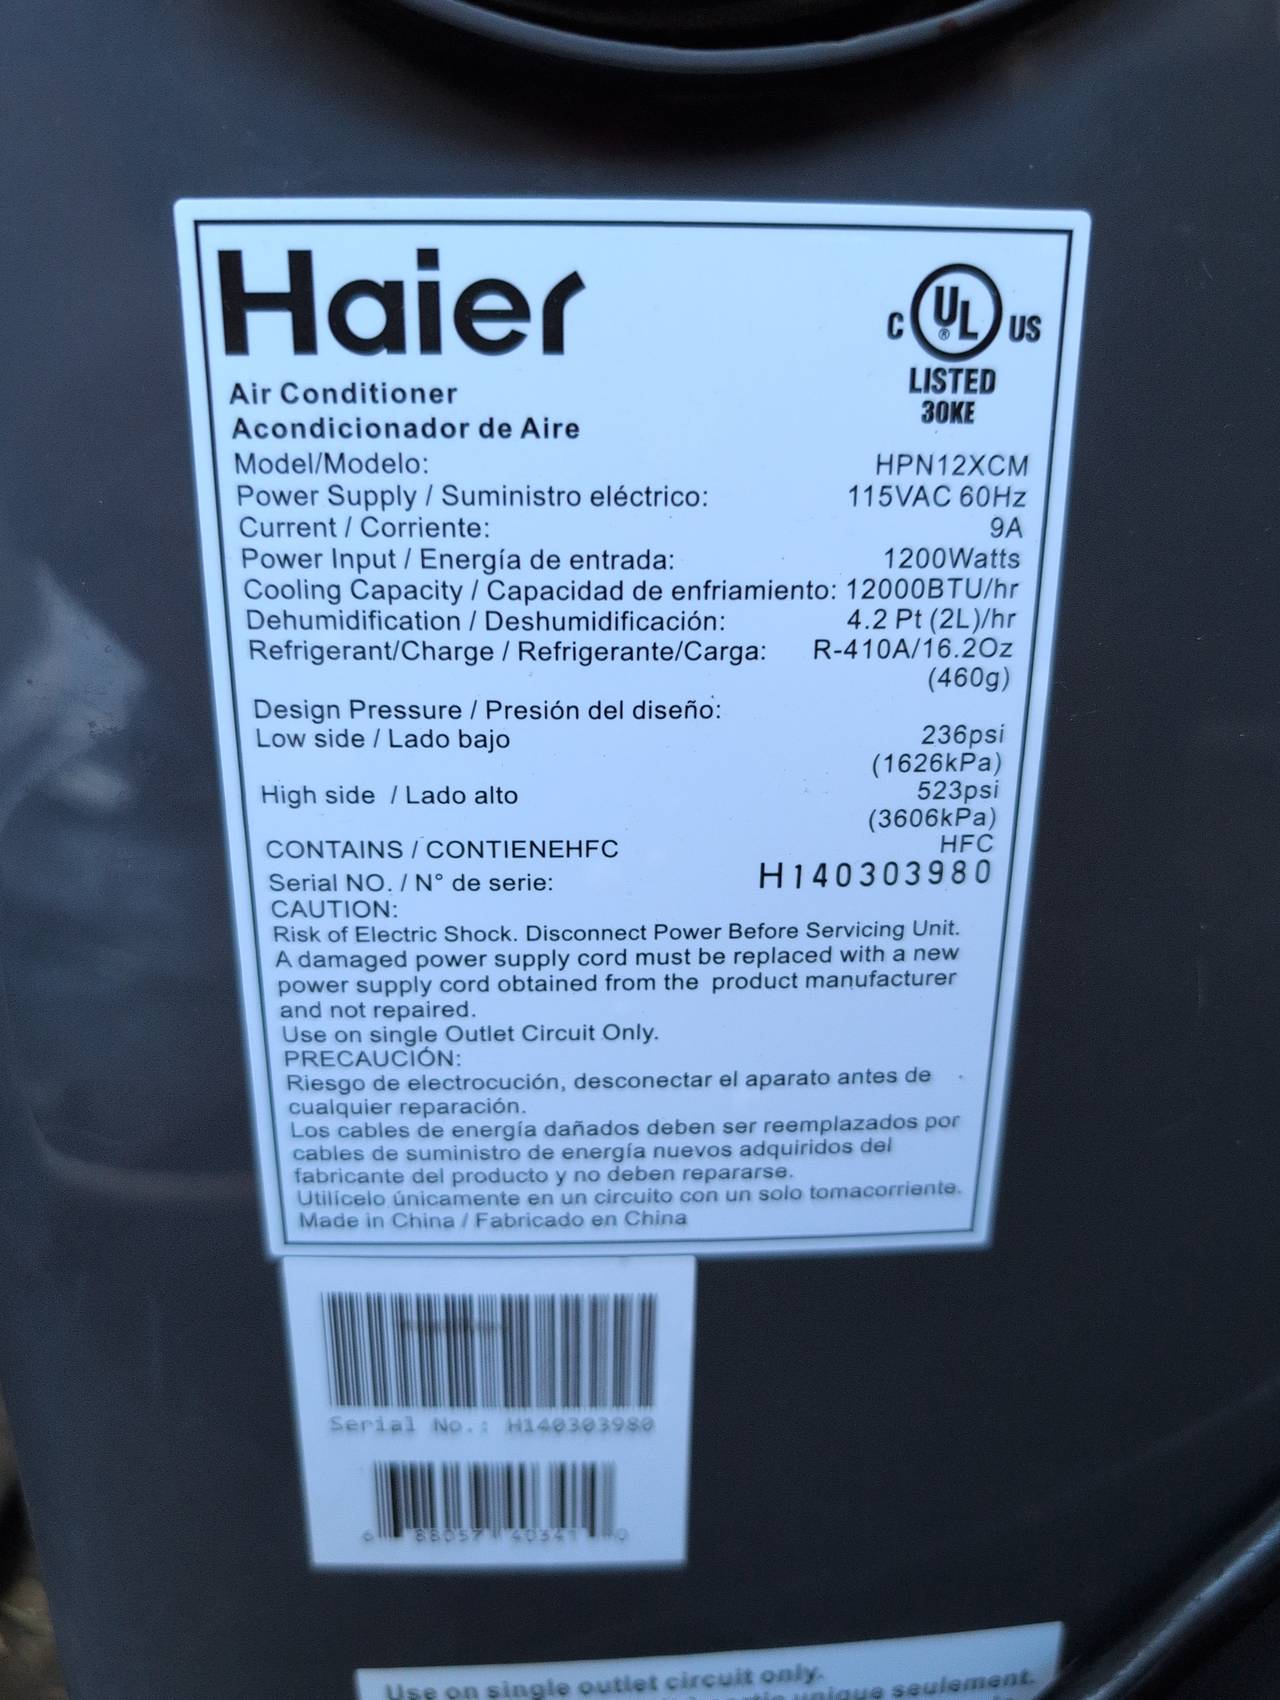 Haier
C UL® US
LISTED
30KE
Air Conditioner
Acondicionador de Aire
Model/Modelo: HPN12XCM
Power Supply / Suministro eléctrico: 115VAC 60Hz
Current / Corriente: 9A
Power Input / Energía de entrada: 1200Watts
Cooling Capacity / Capacidad de enfriamiento: 12000BTU/hr
Dehumidification / Deshumidificación: 4.2 Pt (2L)/hr
Refrigerant/Charge / Refrigerante/Carga: R-410A/16.2Oz
(460g)
Design Pressure / Presión del diseño:
Low side / Lado bajo 236psi
(1626kPa)
High side / Lado alto 523psi
(3606kPa)
CONTAINS / CONTIENEHFC HFC
Serial NO. / N° de serie: H140303980
CAUTION:
Risk of Electric Shock. Disconnect Power Before Servicing Unit.
A damaged power supply cord must be replaced with a new
power supply cord obtained from the product manufacturer
and not repaired.
Use on single Outlet Circuit Only.
PRECAUCIÓN:
Riesgo de electrocución, desconectar el aparato antes de
cualquier reparación.
Los cables de energía dañados deben ser reemplazados por
cables de suministro de energía nuevos adquiridos del
fabricante del producto y no deben repararse.
Utilícelo únicamente en un circuito con un solo tomacorriente.
Made in China / Fabricado en China
Serial No.: H140303980
6 88057 40341 0
Use on single outlet circuit only.
unique seulement.